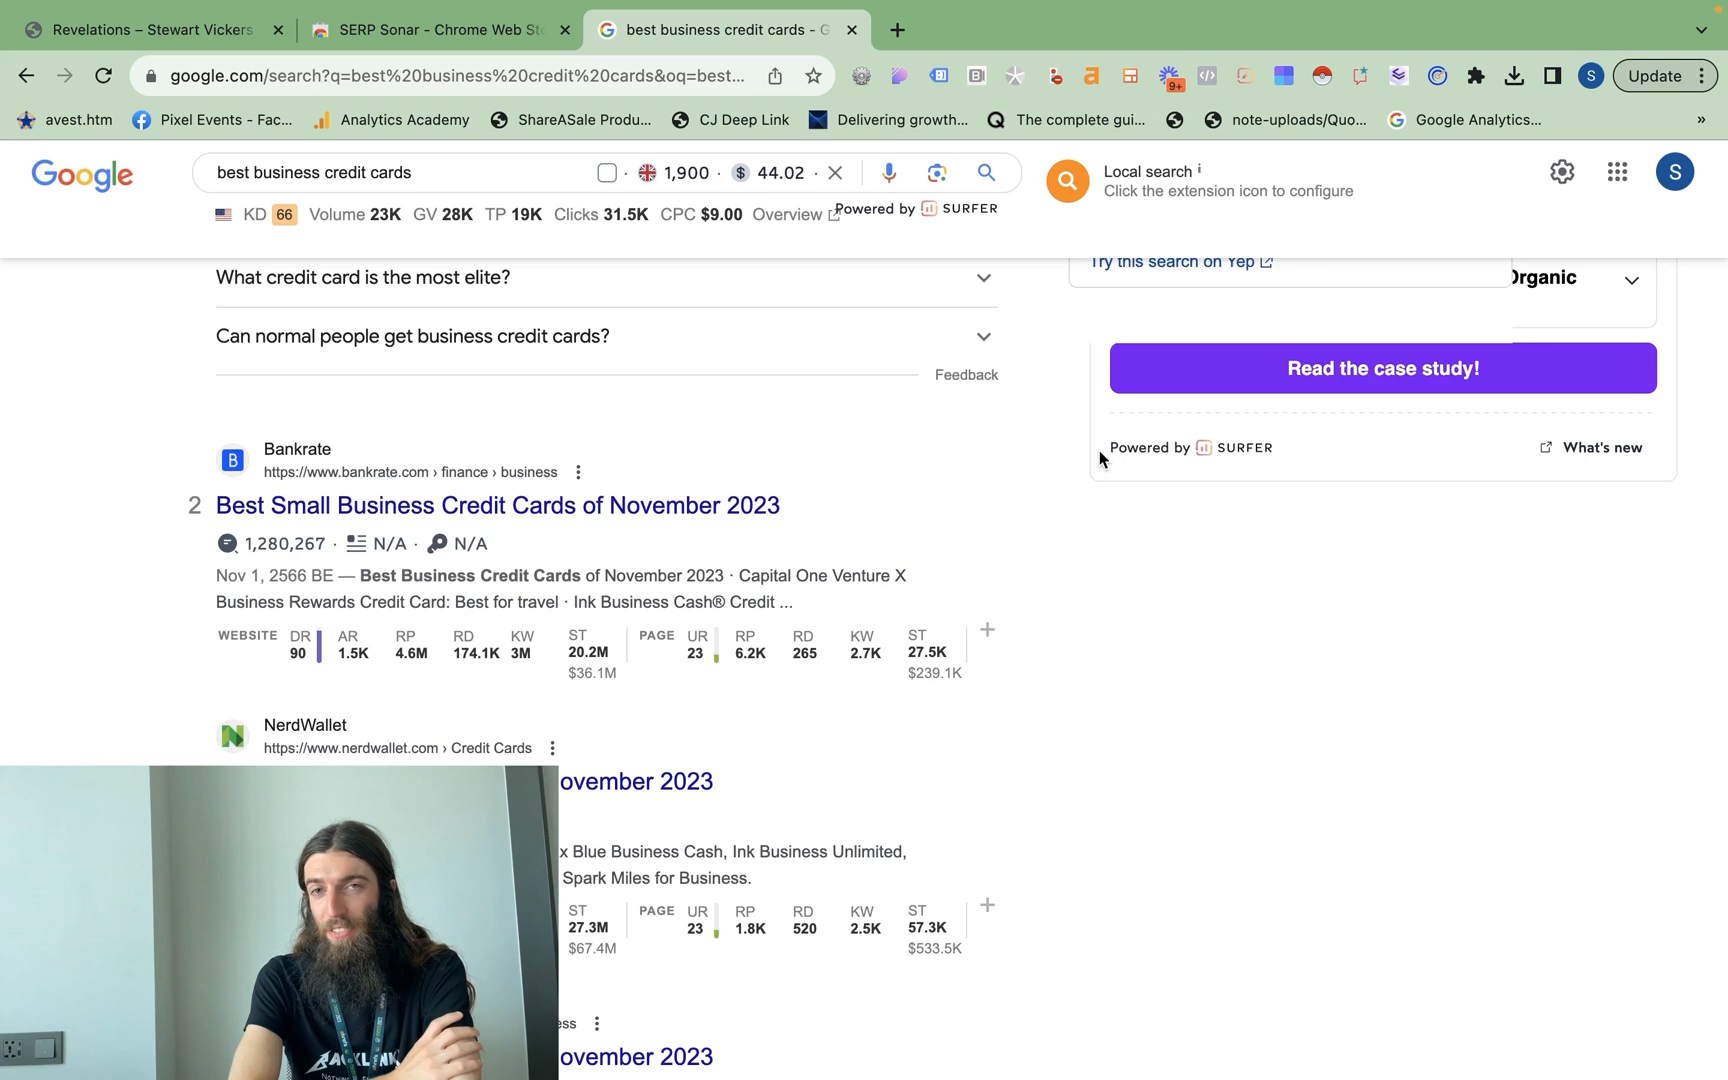 Revelations – Stewart Vickers
SERP Sonar - Chrome Web St
best business credit cards - G
google.com/search?q=best%20business%20credit%20cards&oq=best...
9+
S
Update
avest.htm
Pixel Events - Fac...
Analytics Academy
ShareASale Produ...
CJ Deep Link
Delivering growth...
The complete gui...
note-uploads/Quo...
Google Analytics...
»
Google
best business credit cards
· 1,900 · $ 44.02 ·
Local search i
Click the extension icon to configure
S
KD 66 Volume 23K GV 28K TP 19K Clicks 31.5K CPC $9.00 Overview
Powered by SURFER
What credit card is the most elite?
Can normal people get business credit cards?
Feedback
Try this search on Yep
Organic
Read the case study!
Powered by SURFER
What's new
B
Bankrate
https://www.bankrate.com › finance › business
2 Best Small Business Credit Cards of November 2023
1,280,267 · N/A · N/A
Nov 1, 2566 BE — Best Business Credit Cards of November 2023 · Capital One Venture X
Business Rewards Credit Card: Best for travel · Ink Business Cash® Credit ...
WEBSITE DR AR RP RD KW ST PAGE UR RP RD KW ST
90 1.5K 4.6M 174.1K 3M 20.2M 23 6.2K 265 2.7K 27.5K
$36.1M $239.1K
NerdWallet
https://www.nerdwallet.com › Credit Cards
ovember 2023
x Blue Business Cash, Ink Business Unlimited,
Spark Miles for Business.
ST PAGE UR RP RD KW ST
27.3M 23 1.8K 520 2.5K 57.3K
$67.4M $533.5K
ess
ovember 2023
BACKLINK